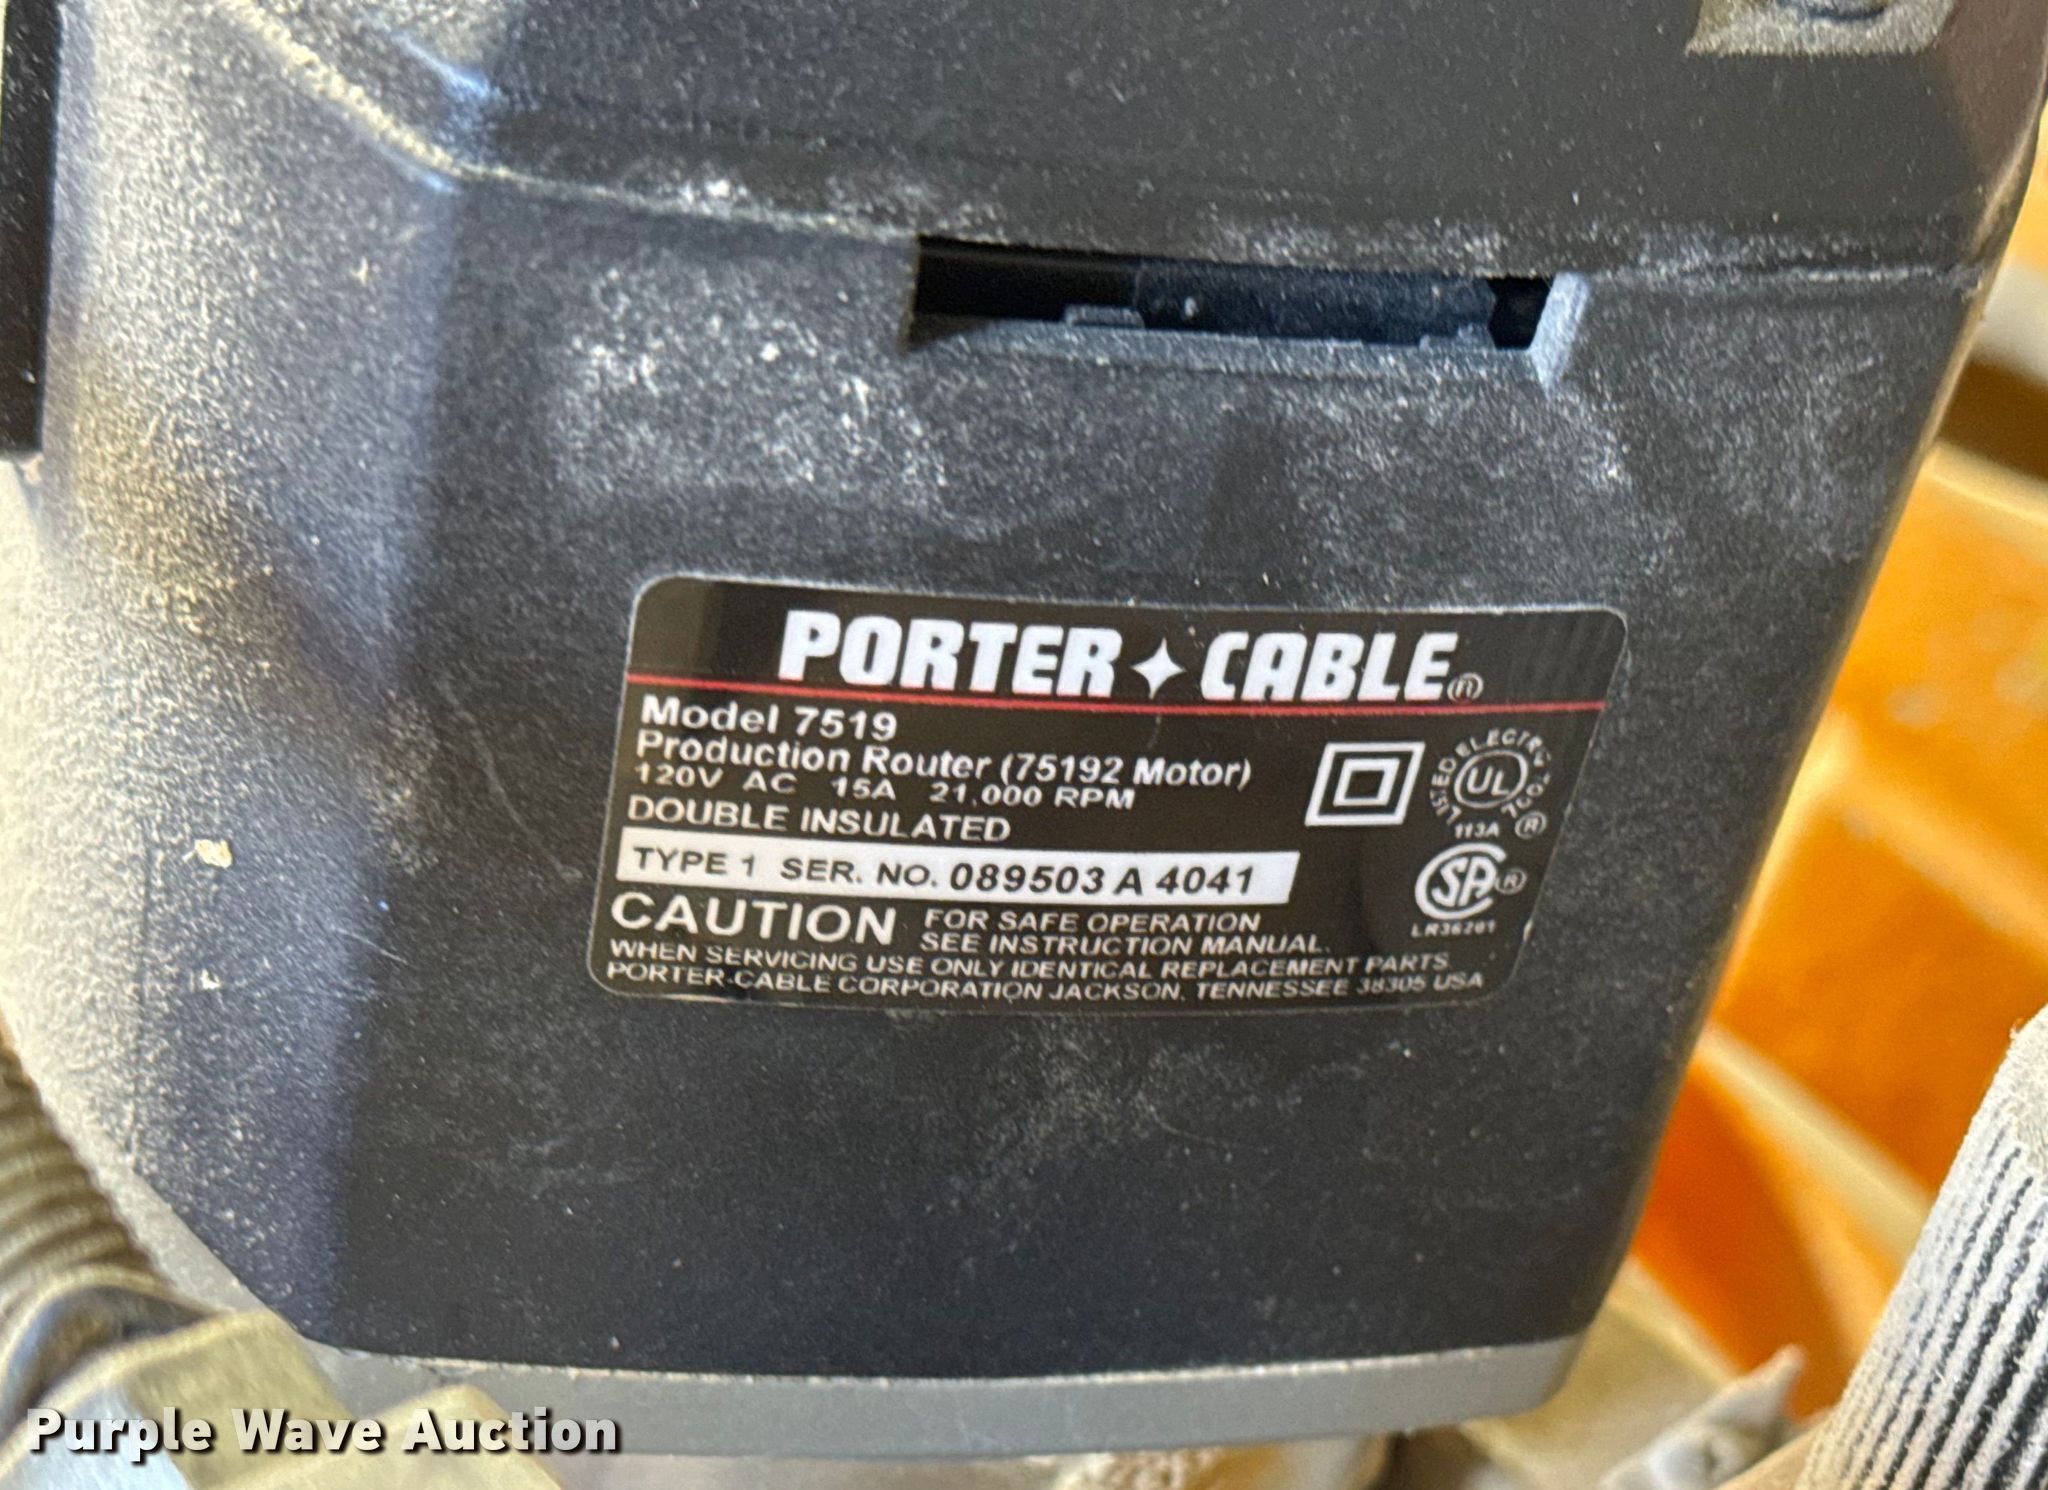 PORTER✦CABLE®
Model 7519
Production Router (75192 Motor)
120V AC 15A 21,000 RPM
DOUBLE INSULATED
TYPE 1 SER. NO. 089503 A 4041
CAUTION FOR SAFE OPERATION
SEE INSTRUCTION MANUAL.
WHEN SERVICING USE ONLY IDENTICAL REPLACEMENT PARTS
PORTER-CABLE CORPORATION JACKSON, TENNESSEE 38305 USA
LISTED ELECTRIC TOOL
UL
®
113A
SA ®
LR36201
Purple Wave Auction